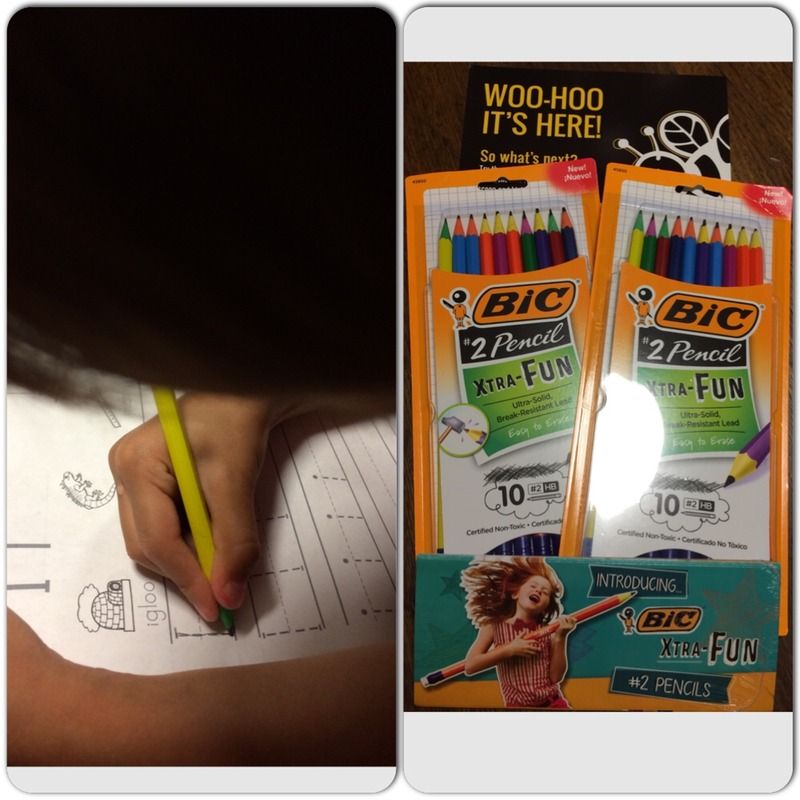 igloo
WOO-HOO
IT'S HERE!
So what's next?
New!
¡Nuevo!
BIC
#2 Pencil
XTRA-FUN
Ultra-Solid,
Break-Resistant Lead
Easy to Erase
10 #2 HB
Certified Non-Toxic • Certificado
New!
¡Nuevo!
BIC
#2 Pencil
XTRA-FUN
Ultra-Solid,
Break-Resistant Lead
Easy to Erase
10 #2 HB
Certified Non-Toxic • Certificado No Tóxico
INTRODUCING...
BIC
XTRA-FUN
#2 PENCILS